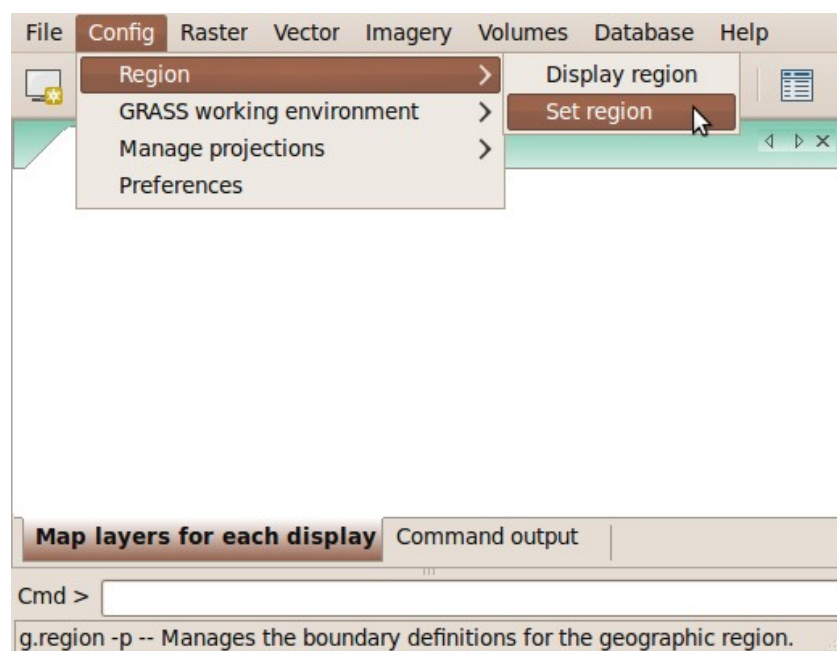 File Config Raster Vector Imagery Volumes Database Help
Region
Display region
GRASS working environment
Set region
Manage projections
Preferences
Map layers for each display Command output
Cmd >
g.region -p -- Manages the boundary definitions for the geographic region.